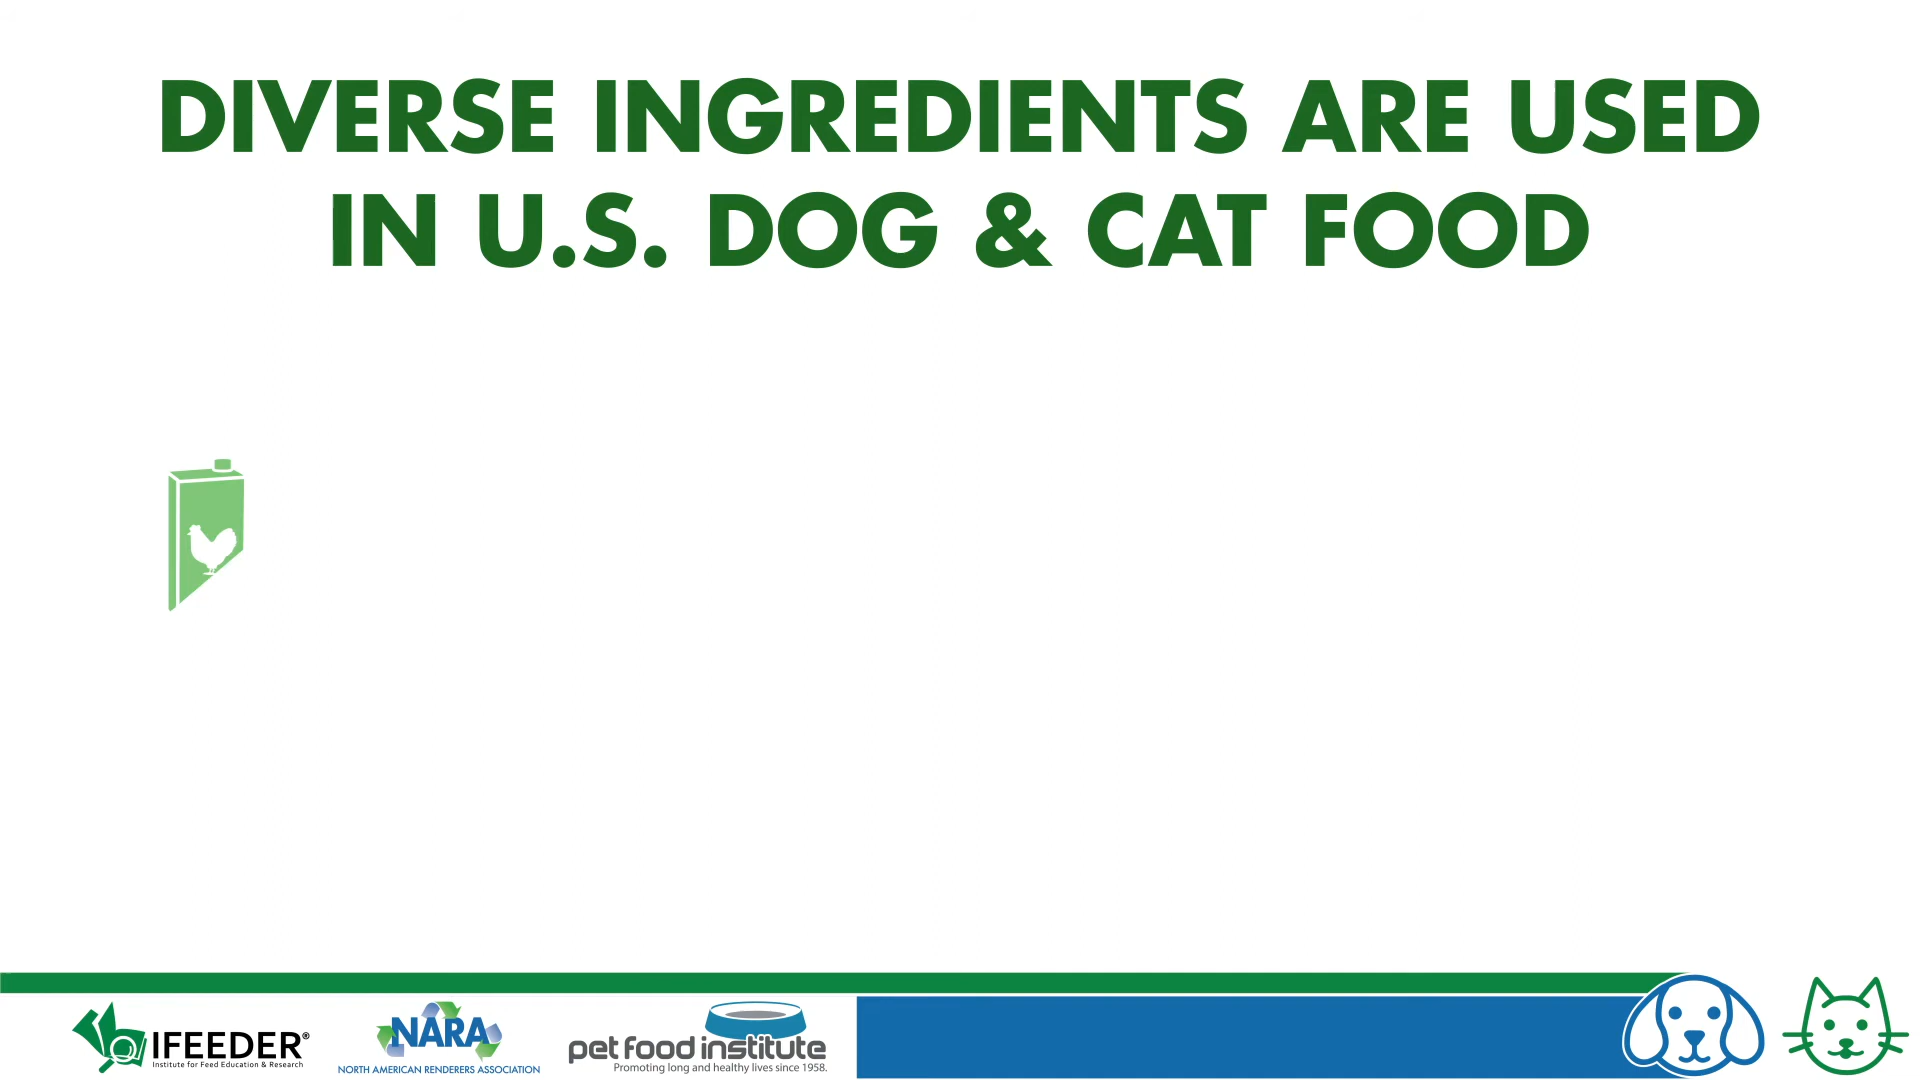 DIVERSE INGREDIENTS ARE USED
IN U.S. DOG & CAT FOOD
IFEEDER®
Institute for Feed Education & Research
NARA
NORTH AMERICAN RENDERERS ASSOCIATION
pet food institute
Promoting long and healthy lives since 1958.